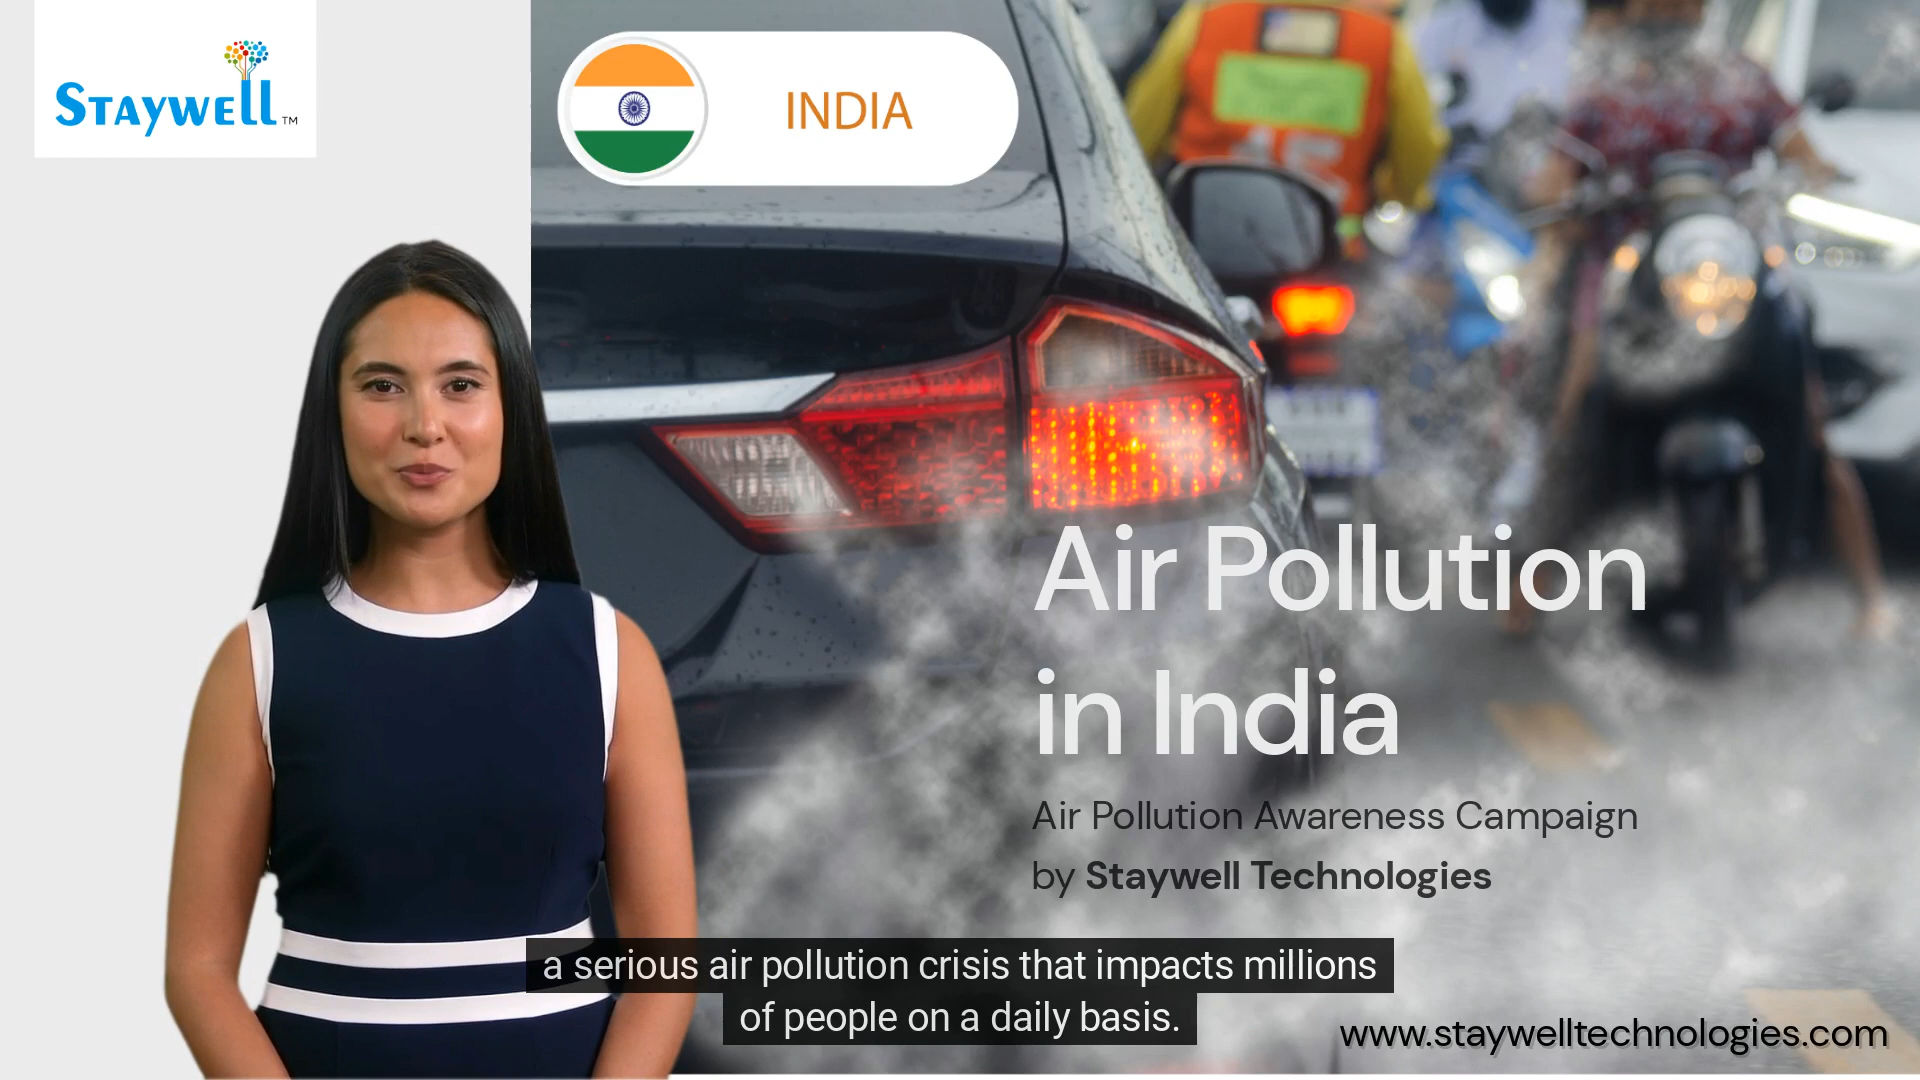 STAYWELL™
INDIA
Air Pollution
in India
Air Pollution Awareness Campaign
by Staywell Technologies
a serious air pollution crisis that impacts millions
of people on a daily basis.
www.staywelltechnologies.com